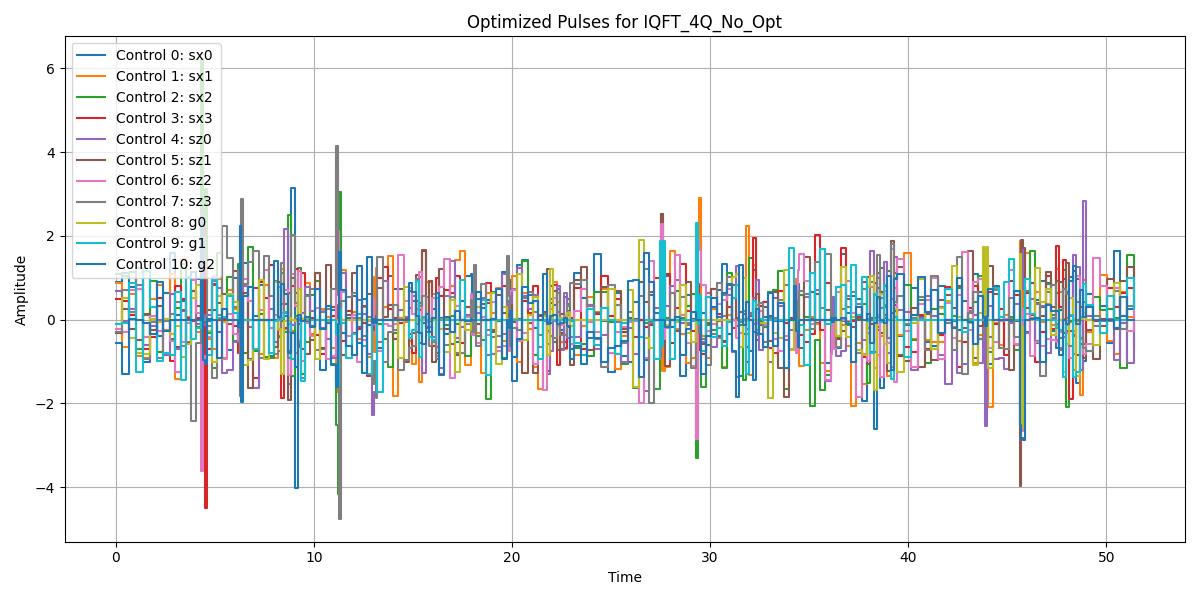 Optimized Pulses for IQFT_4Q_No_Opt
Control 0: sx0
Control 1: sx1
Control 2: sx2
Control 3: sx3
Control 4: sz0
Control 5: sz1
Control 6: sz2
Control 7: sz3
Control 8: g0
Control 9: g1
Control 10: g2
Amplitude
6
4
2
0
−2
−4
0
10
20
30
40
50
Time